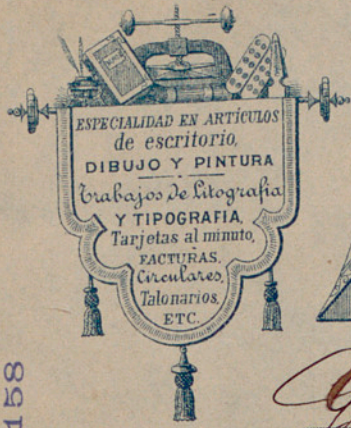 ESPECIALIDAD EN ARTÍCULOS
de escritorio,
DIBUJO Y PINTURA
Trabajos de Litografía
Y TIPOGRAFIA,
Tarjetas al minuto,
FACTURAS,
Circulares,
Talonarios,
ETC.
158